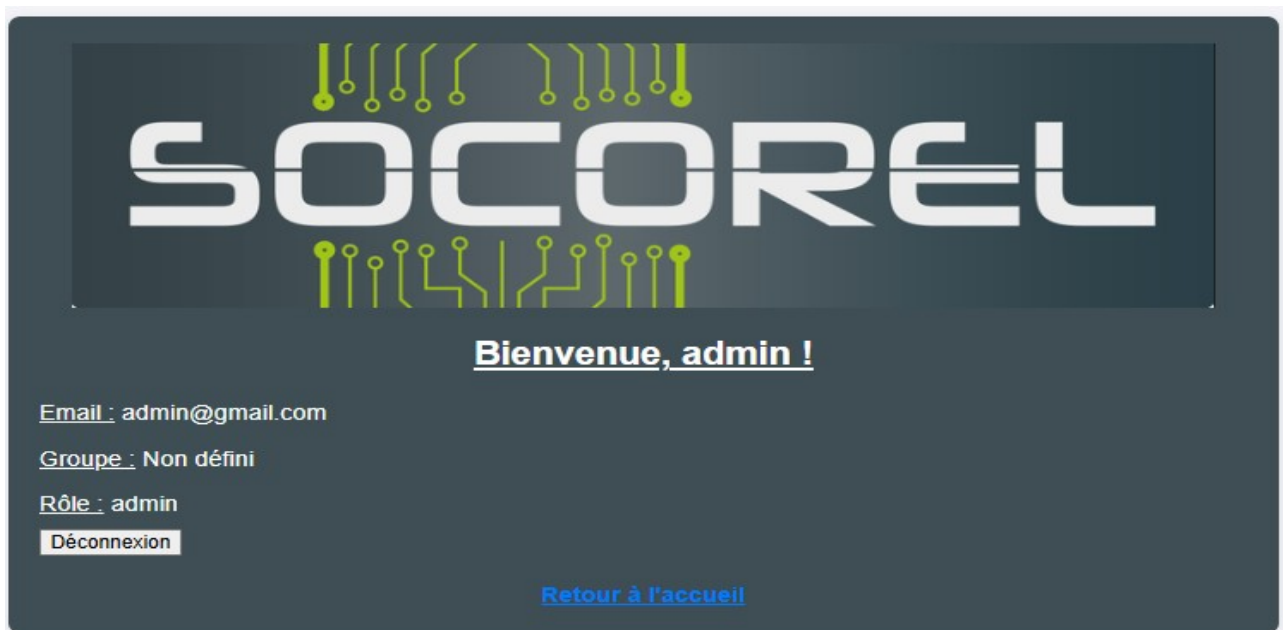 SOCOREL
Bienvenue, admin !
Email : admin@gmail.com
Groupe : Non défini
Rôle : admin
Déconnexion
Retour à l'accueil